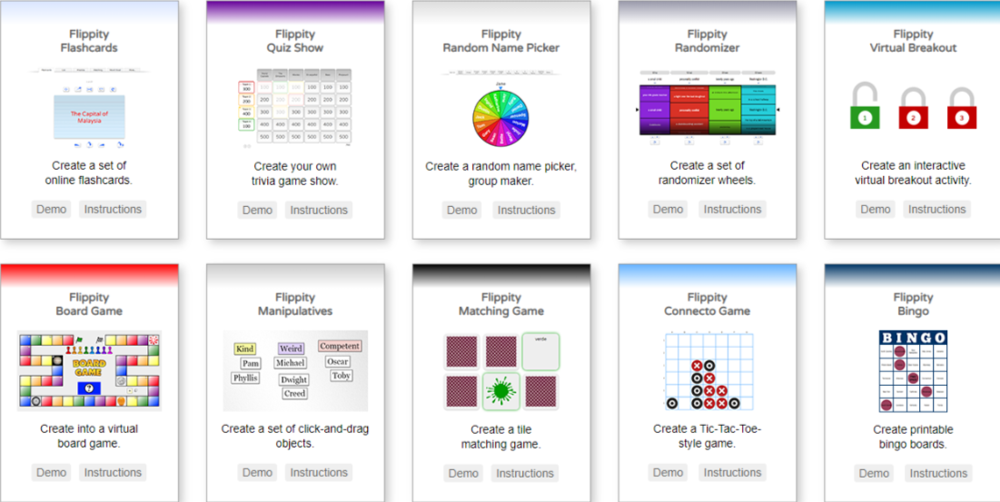 Flippity
Flashcards
The Capital of
Malaysia
Create a set of
online flashcards.
Demo Instructions
Flippity
Quiz Show
100 100 100
200 200 200 200
300 300 300 300
400 400 400 400 400 400
500 500 500 500 500 500
Create your own
trivia game show.
Demo Instructions
Flippity
Random Name Picker
Create a random name picker,
group maker.
Demo Instructions
Flippity
Randomizer
Create a set of
randomizer wheels.
Demo Instructions
Flippity
Virtual Breakout
1 2 3
Create an interactive
virtual breakout activity.
Demo Instructions
Flippity
Board Game
BOARD
GAME
?
Create into a virtual
board game.
Demo Instructions
Flippity
Manipulatives
Kind Weird Competent
Pam Michael Oscar
Phyllis Dwight Toby
Creed
Create a set of click-and-drag
objects.
Demo Instructions
Flippity
Matching Game
verde
Create a tile
matching game.
Demo Instructions
Flippity
Connecto Game
Create a Tic-Tac-Toe-
style game.
Demo Instructions
Flippity
Bingo
BINGO
Create printable
bingo boards.
Demo Instructions